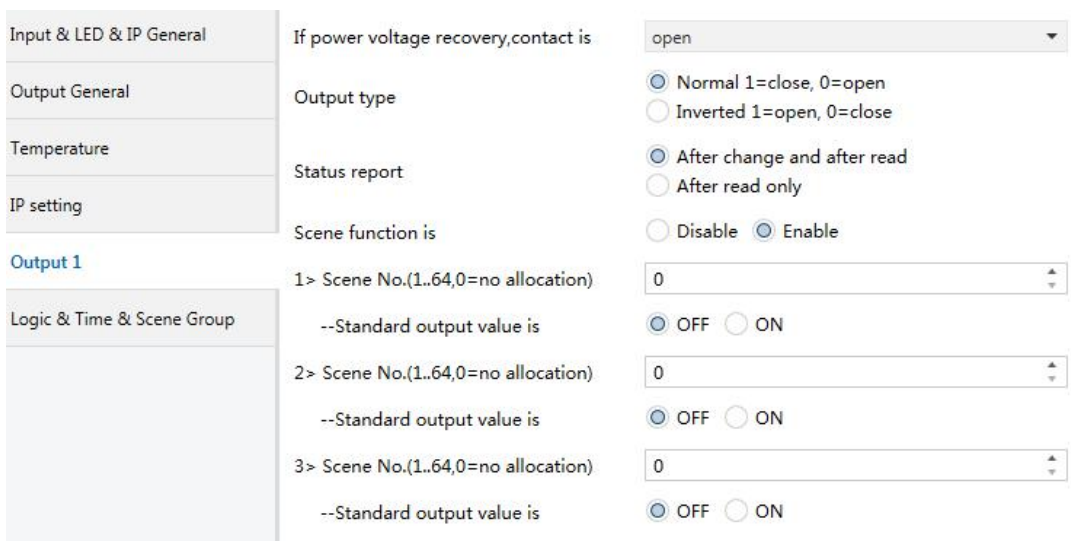 Input & LED & IP General
Output General
Temperature
IP setting
Output 1
Logic & Time & Scene Group
If power voltage recovery,contact is
open
Output type
Normal 1=close, 0=open
Inverted 1=open, 0=close
Status report
After change and after read
After read only
Scene function is
Disable Enable
1> Scene No.(1..64,0=no allocation)
0
--Standard output value is
OFF ON
2> Scene No.(1..64,0=no allocation)
0
--Standard output value is
OFF ON
3> Scene No.(1..64,0=no allocation)
0
--Standard output value is
OFF ON